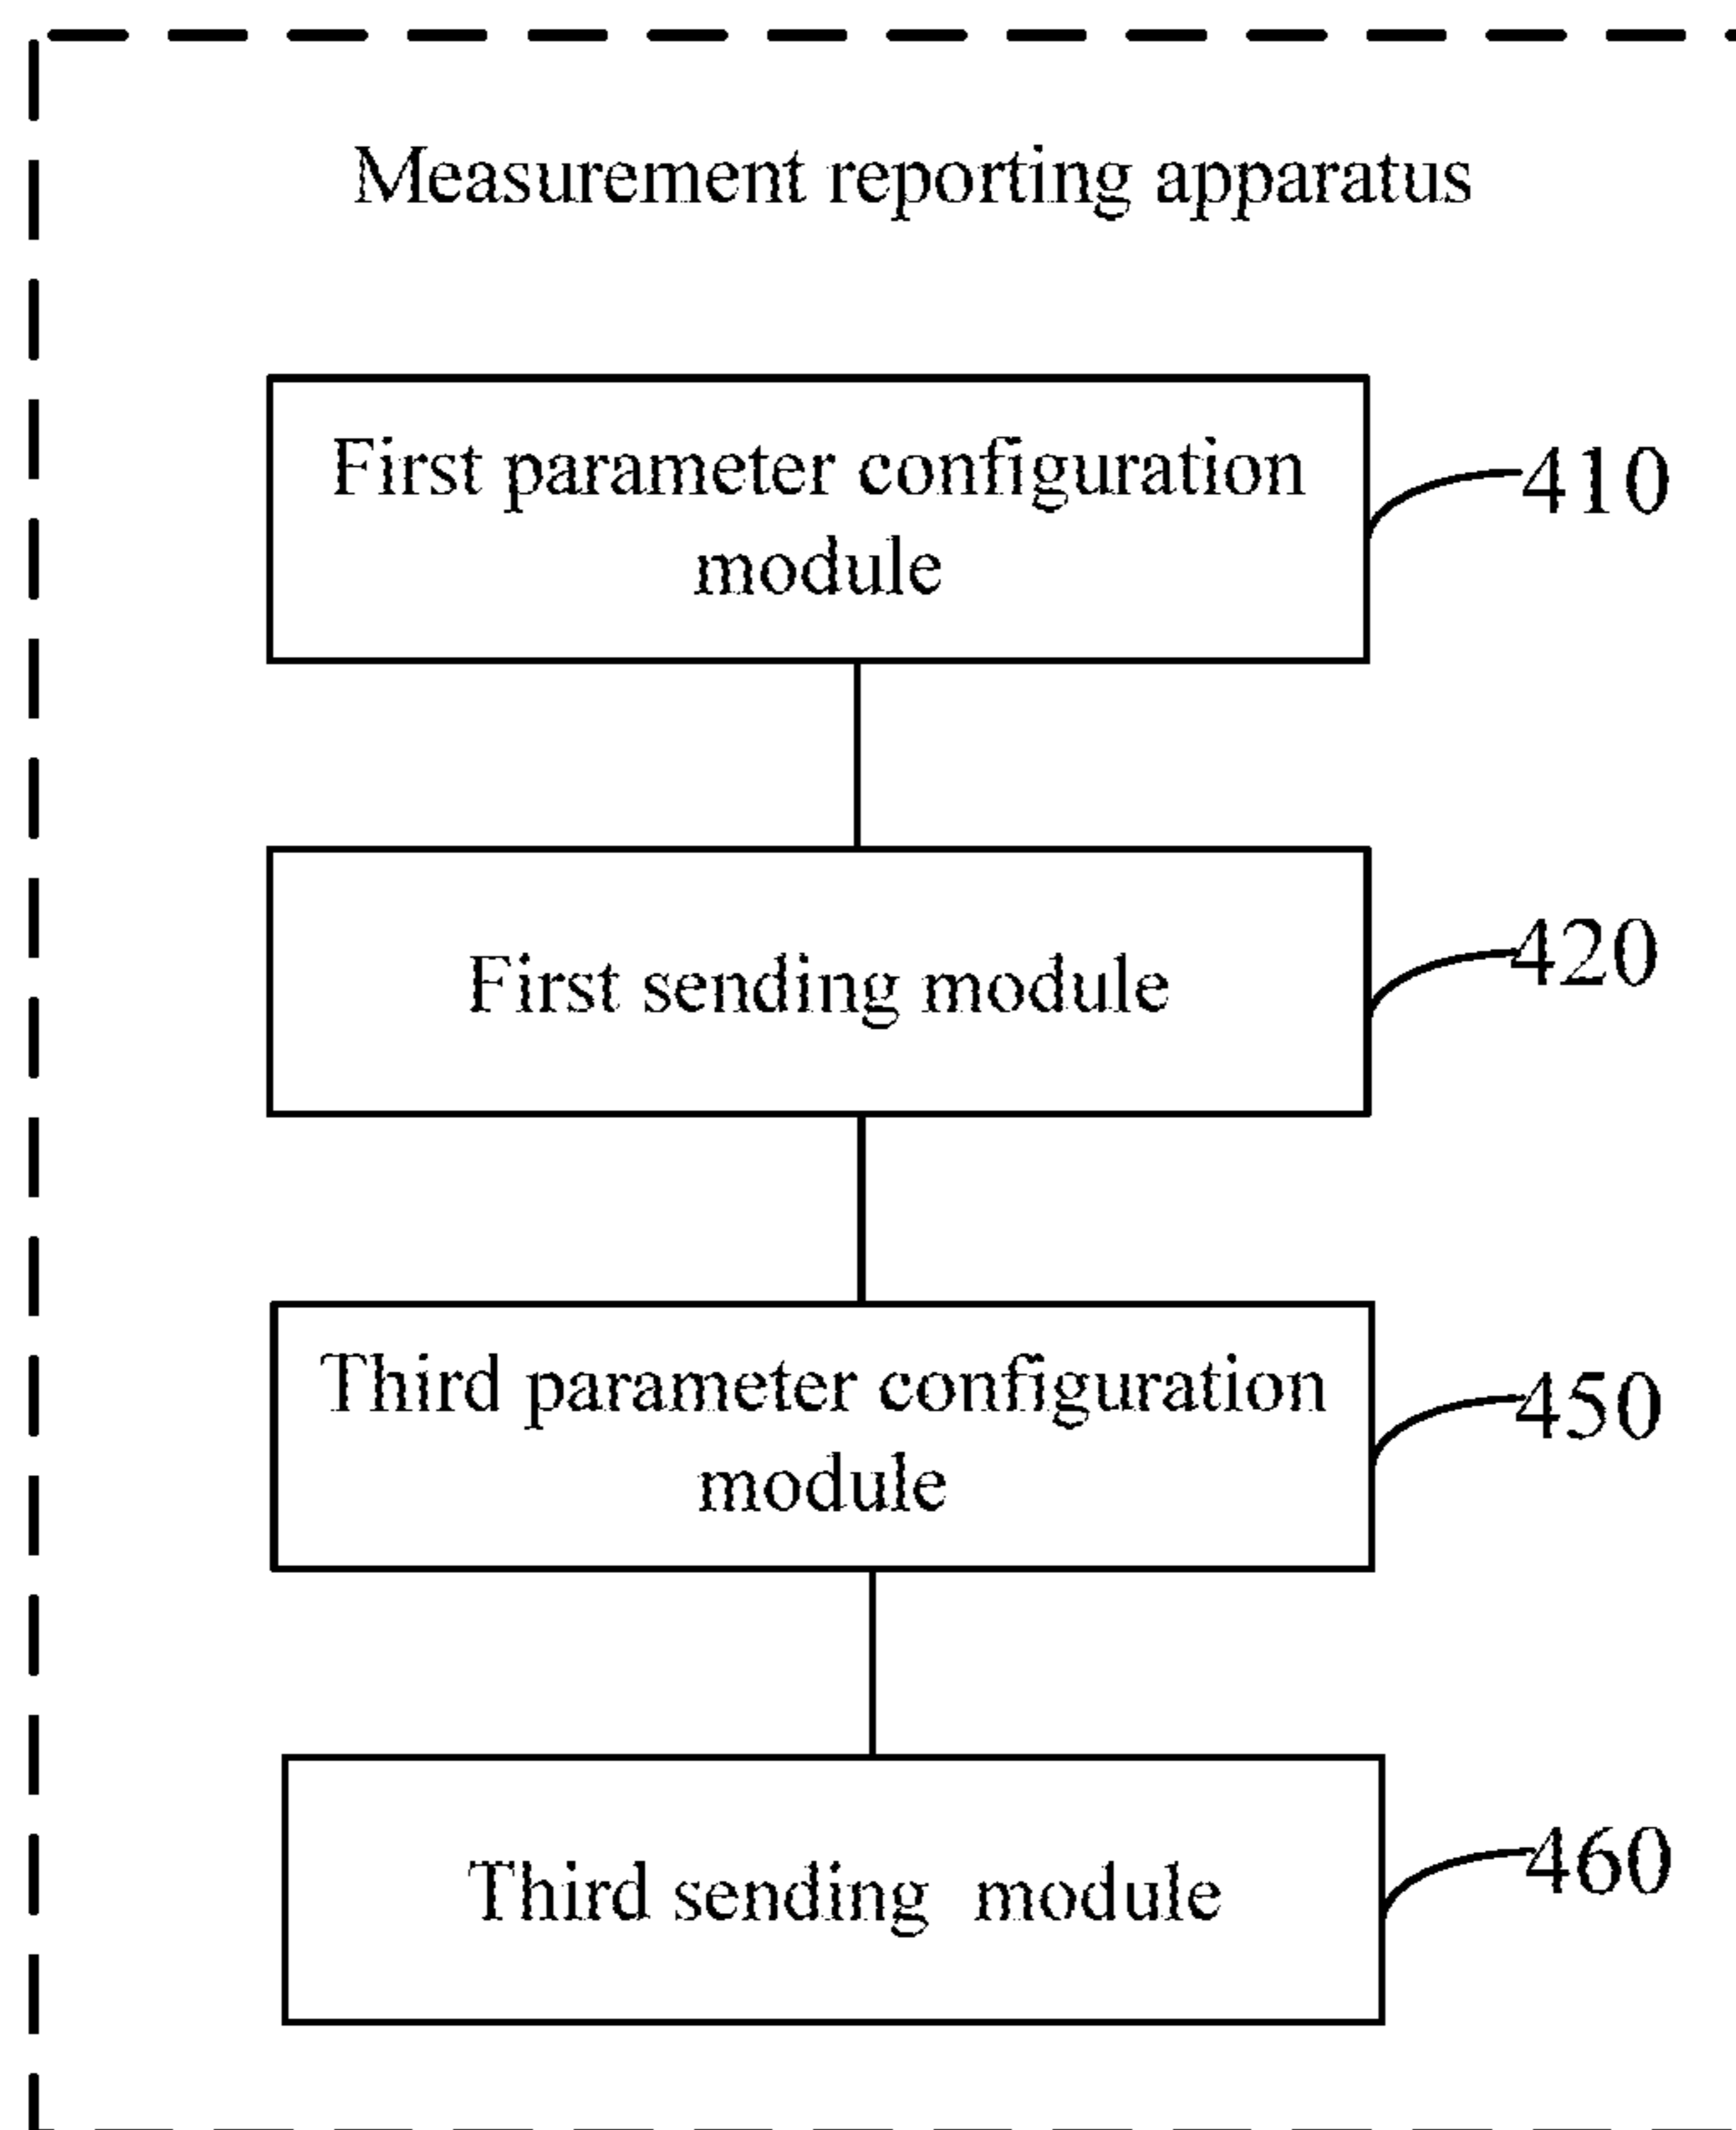 Measurement reporting apparatus
First parameter configuration
module
410
First sending module
420
Third parameter configuration
module
450
Third sending module
460